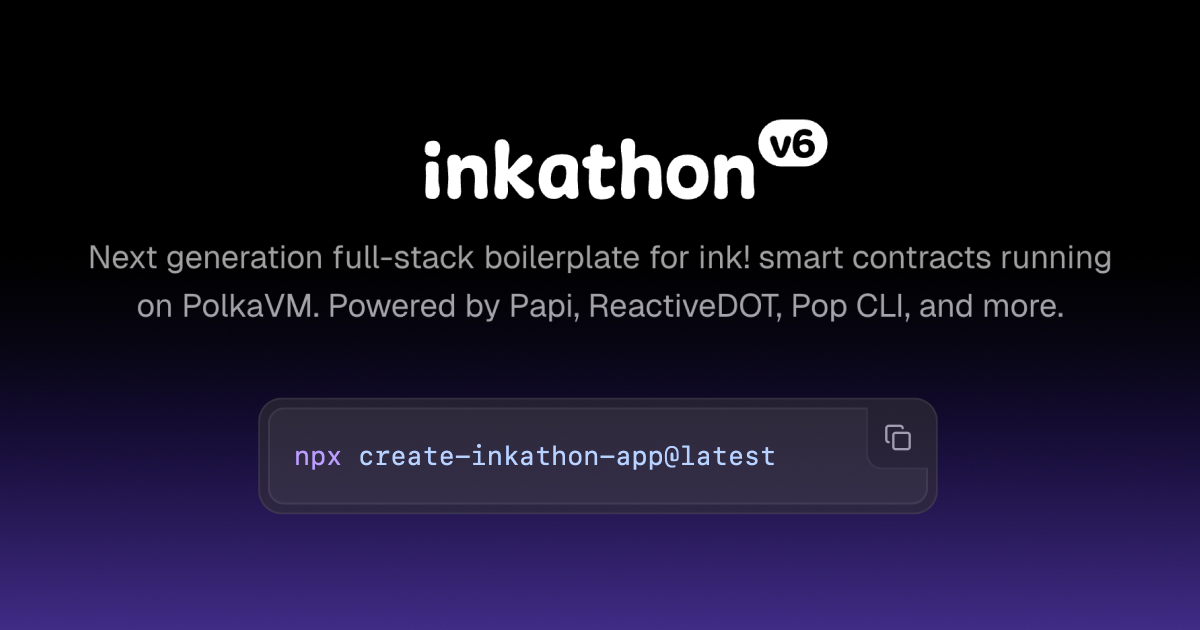 inkathon v6
Next generation full-stack boilerplate for ink! smart contracts running
on PolkaVM. Powered by Papi, ReactiveDOT, Pop CLI, and more.
npx create-inkathon-app@latest